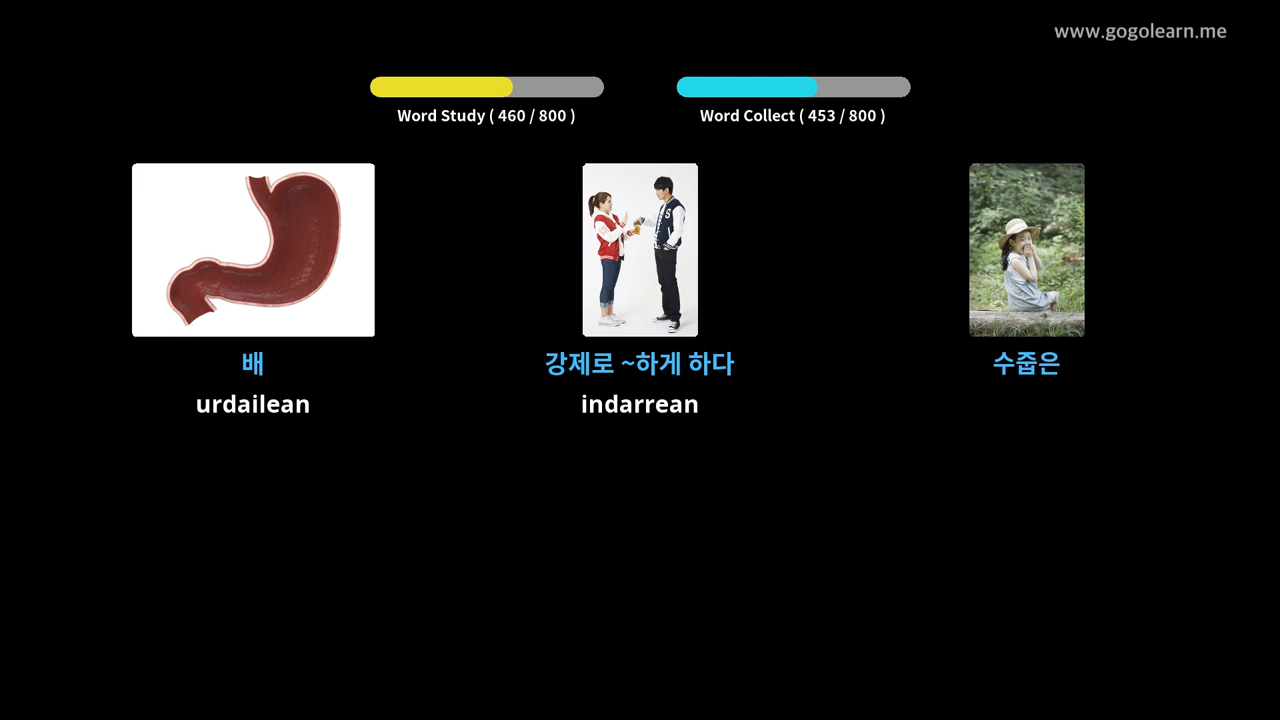 www.gogolearn.me
Word Study ( 460 / 800 )
Word Collect ( 453 / 800 )
배
강제로 ~하게 하다
수줍은
urdailean
indarrean